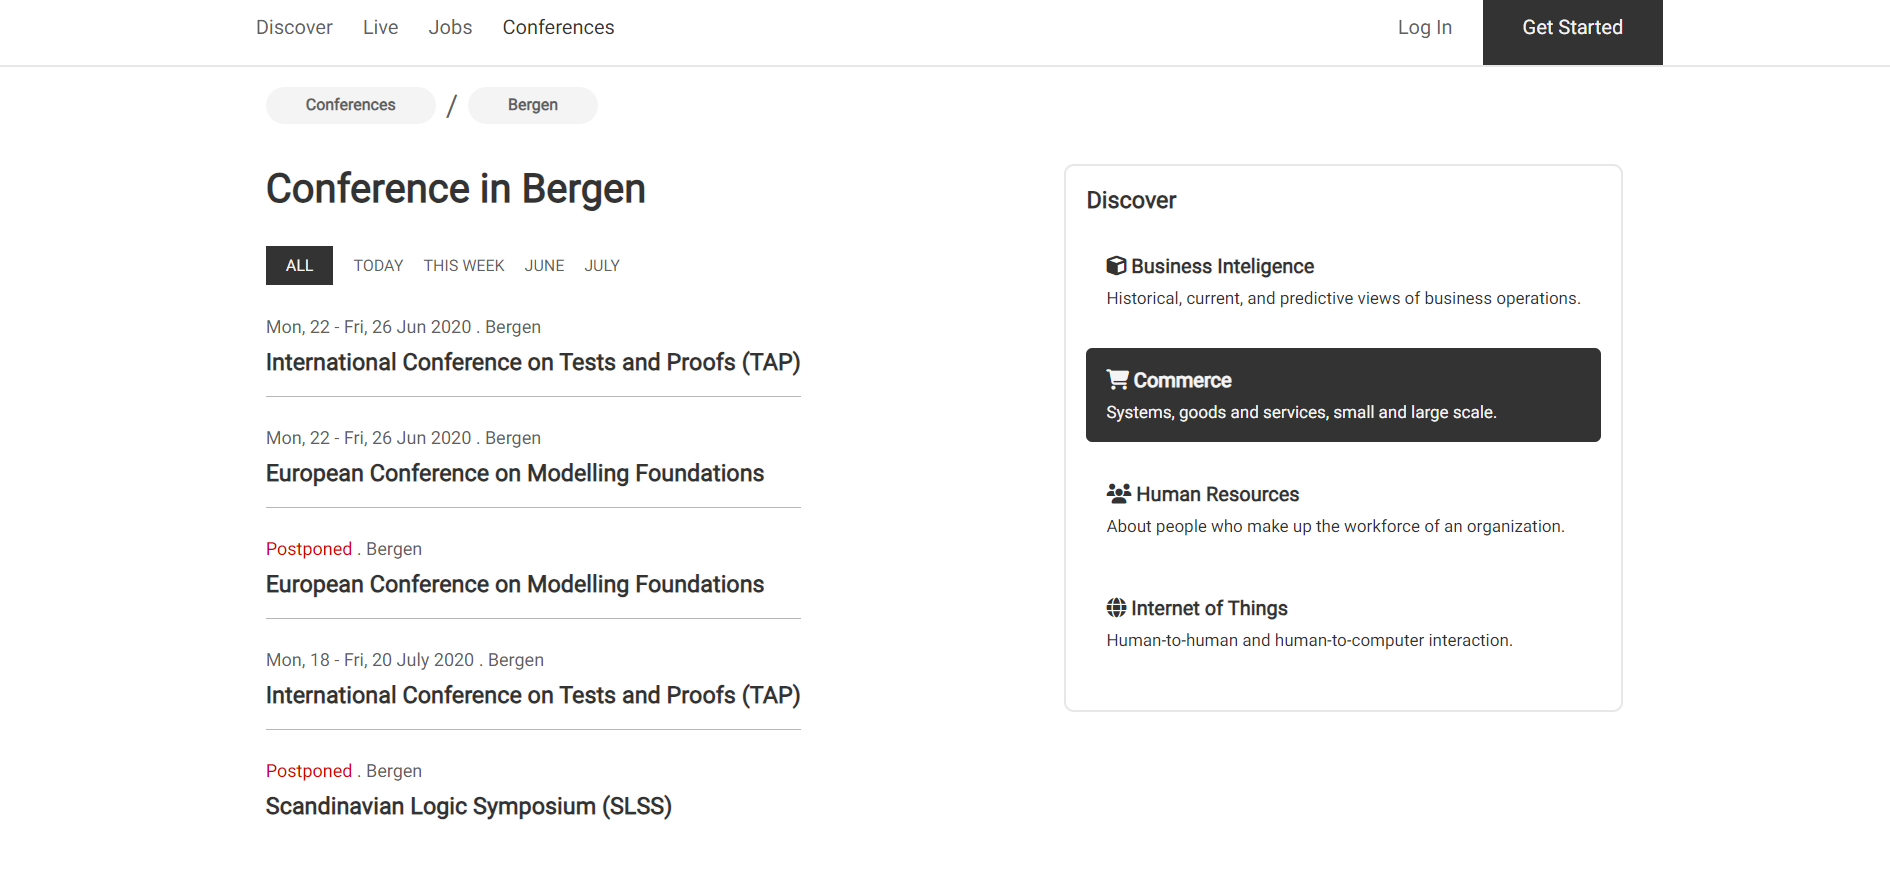 Discover Live Jobs Conferences Log In Get Started
Conferences / Bergen
Conference in Bergen
ALL TODAY THIS WEEK JUNE JULY
Mon, 22 - Fri, 26 Jun 2020 . Bergen
International Conference on Tests and Proofs (TAP)
Mon, 22 - Fri, 26 Jun 2020 . Bergen
European Conference on Modelling Foundations
Postponed . Bergen
European Conference on Modelling Foundations
Mon, 18 - Fri, 20 July 2020 . Bergen
International Conference on Tests and Proofs (TAP)
Postponed . Bergen
Scandinavian Logic Symposium (SLSS)
Discover
Business Inteligence
Historical, current, and predictive views of business operations.
Commerce
Systems, goods and services, small and large scale.
Human Resources
About people who make up the workforce of an organization.
Internet of Things
Human-to-human and human-to-computer interaction.